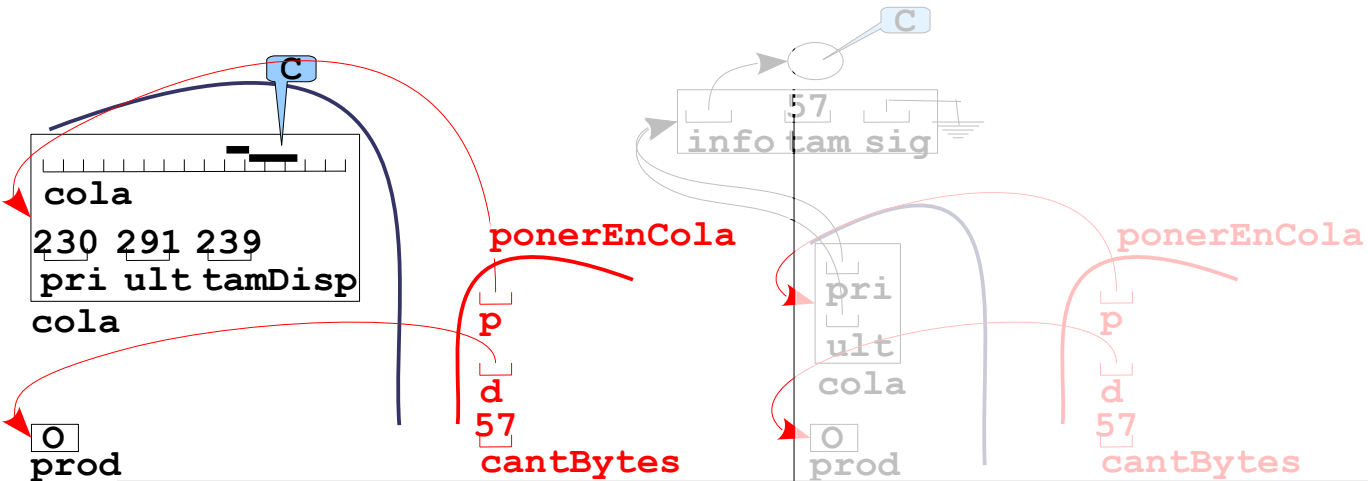 C
cola
230 291 239
pri ult tamDisp
cola
ponerEnCola
p
d
57
cantBytes
O
prod
C
57
info tam sig
ponerEnCola
pri
ult
cola
p
d
57
cantBytes
O
prod